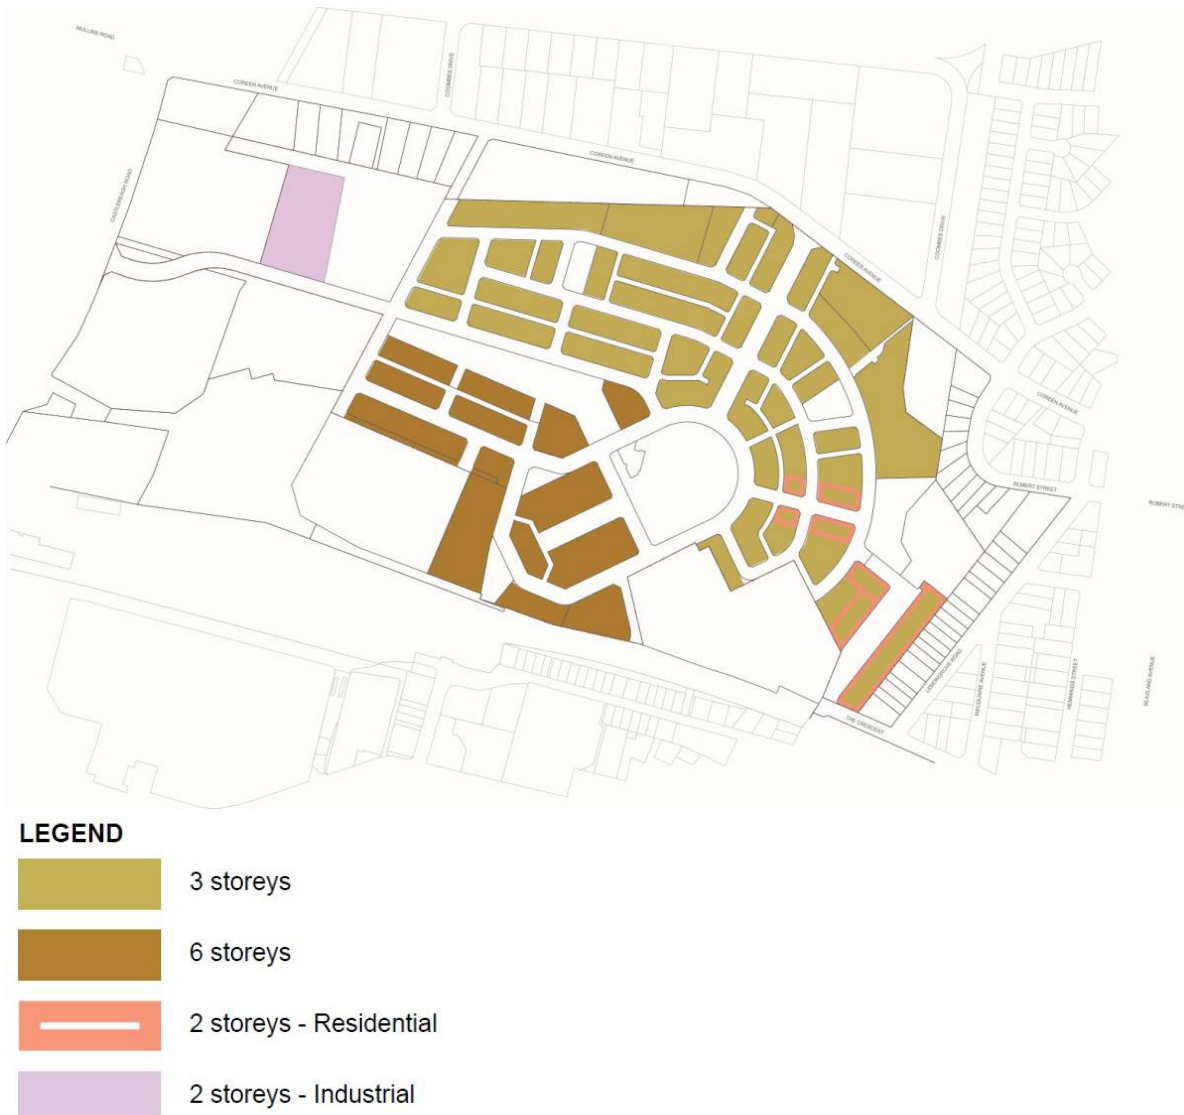 MULLINS ROAD
COREEN AVENUE
COOMBES DRIVE
COREEN AVENUE
CASTLEREAGH ROAD
COOMBES DRIVE
COREEN AVENUE
COREEN AVENUE
ROBERT STREET
ROBERT STRE
LEMONGROVE ROAD
MACQUARIE AVENUE
HEMMINGS STREET
BLAXLAND AVENUE
THE CRESCENT
LEGEND
3 storeys
6 storeys
2 storeys - Residential
2 storeys - Industrial